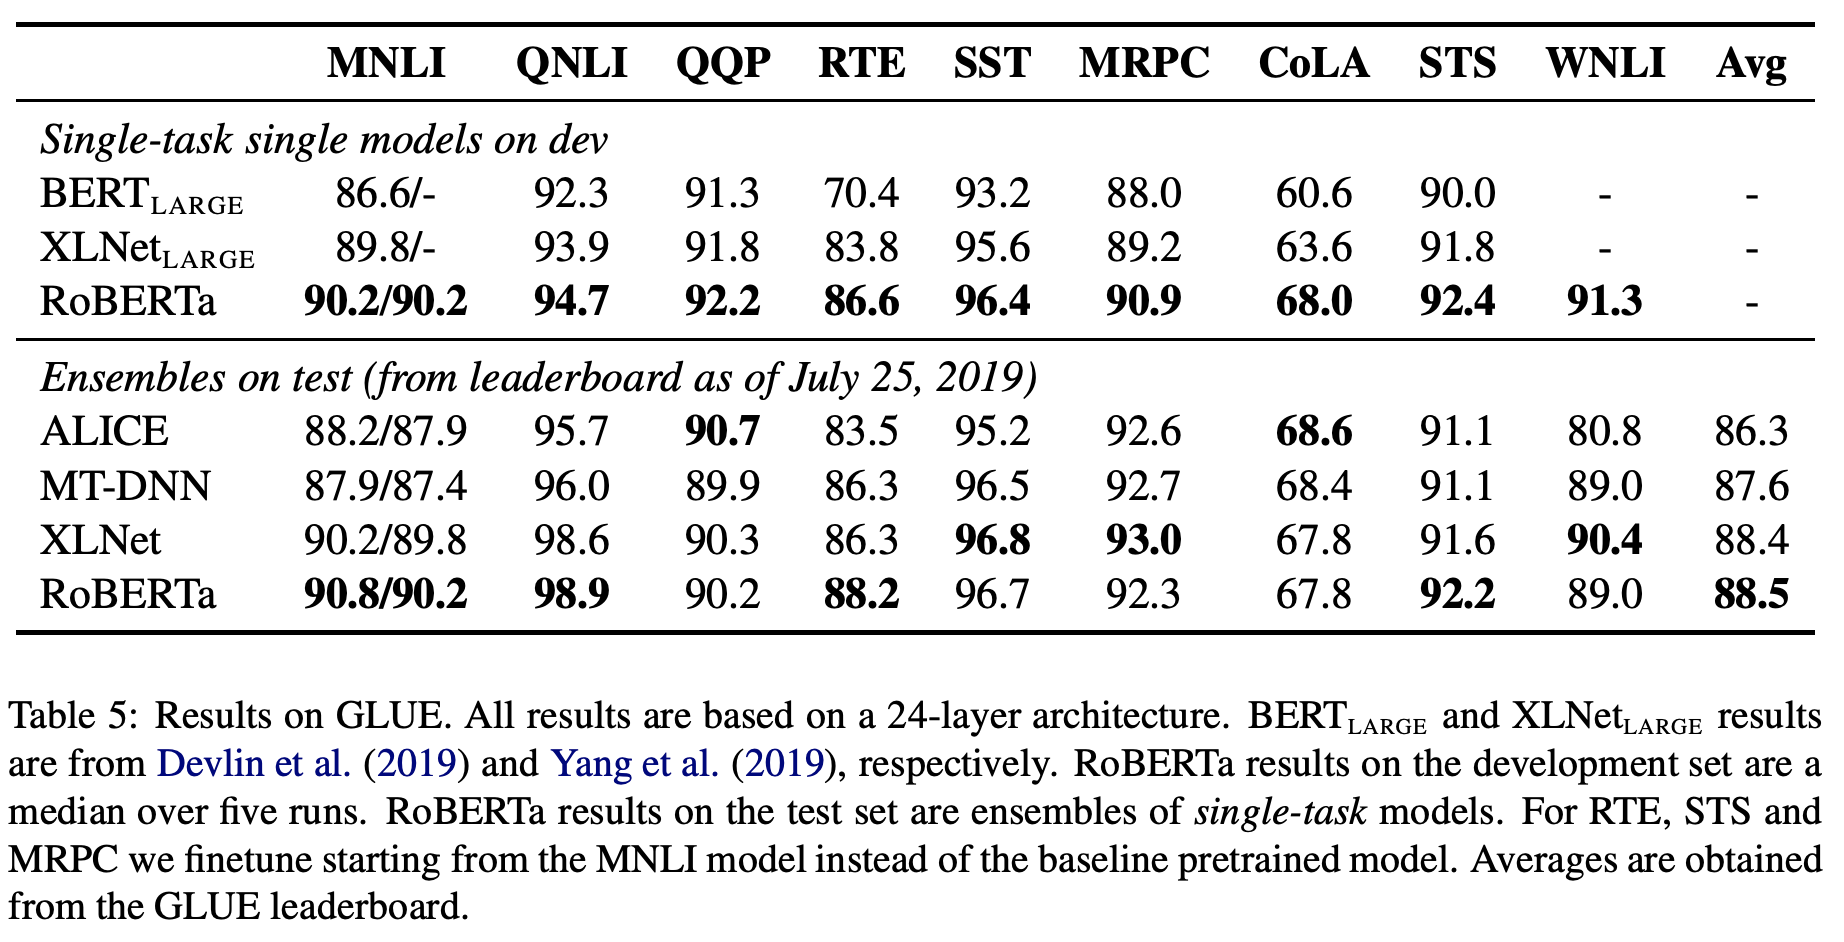 MNLI QNLI QQP RTE SST MRPC CoLA STS WNLI Avg
Single-task single models on dev
BERTLARGE 86.6/- 92.3 91.3 70.4 93.2 88.0 60.6 90.0 - -
XLNetLARGE 89.8/- 93.9 91.8 83.8 95.6 89.2 63.6 91.8 - -
RoBERTa 90.2/90.2 94.7 92.2 86.6 96.4 90.9 68.0 92.4 91.3 -
Ensembles on test (from leaderboard as of July 25, 2019)
ALICE 88.2/87.9 95.7 90.7 83.5 95.2 92.6 68.6 91.1 80.8 86.3
MT-DNN 87.9/87.4 96.0 89.9 86.3 96.5 92.7 68.4 91.1 89.0 87.6
XLNet 90.2/89.8 98.6 90.3 86.3 96.8 93.0 67.8 91.6 90.4 88.4
RoBERTa 90.8/90.2 98.9 90.2 88.2 96.7 92.3 67.8 92.2 89.0 88.5
Table 5: Results on GLUE. All results are based on a 24-layer architecture. BERTLARGE and XLNetLARGE results
are from Devlin et al. (2019) and Yang et al. (2019), respectively. RoBERTa results on the development set are a
median over five runs. RoBERTa results on the test set are ensembles of single-task models. For RTE, STS and
MRPC we finetune starting from the MNLI model instead of the baseline pretrained model. Averages are obtained
from the GLUE leaderboard.